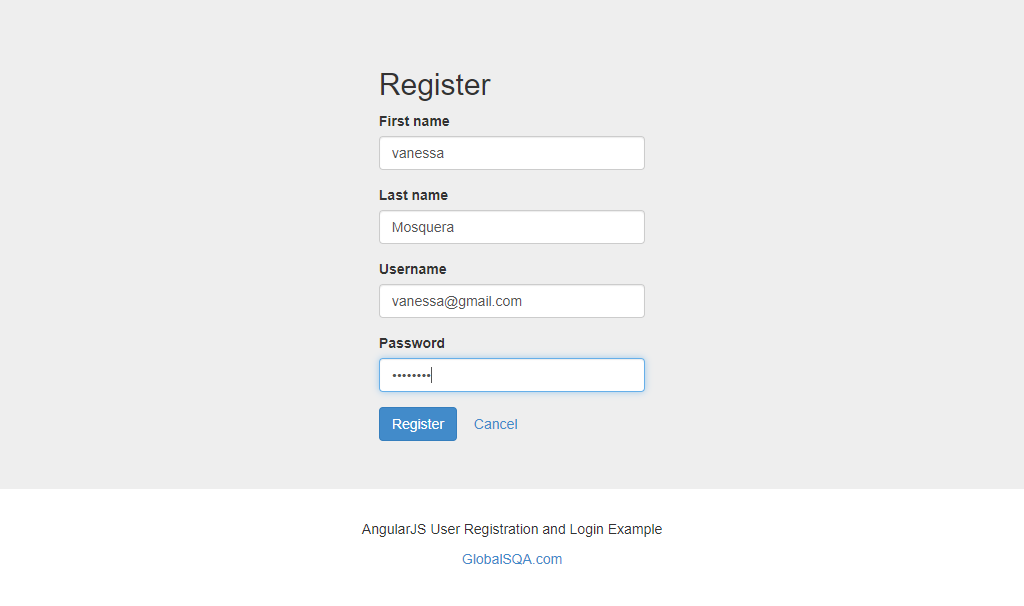 Register
First name
vanessa
Last name
Mosquera
Username
vanessa@gmail.com
Password
••••••••
Register Cancel
AngularJS User Registration and Login Example
GlobalSQA.com